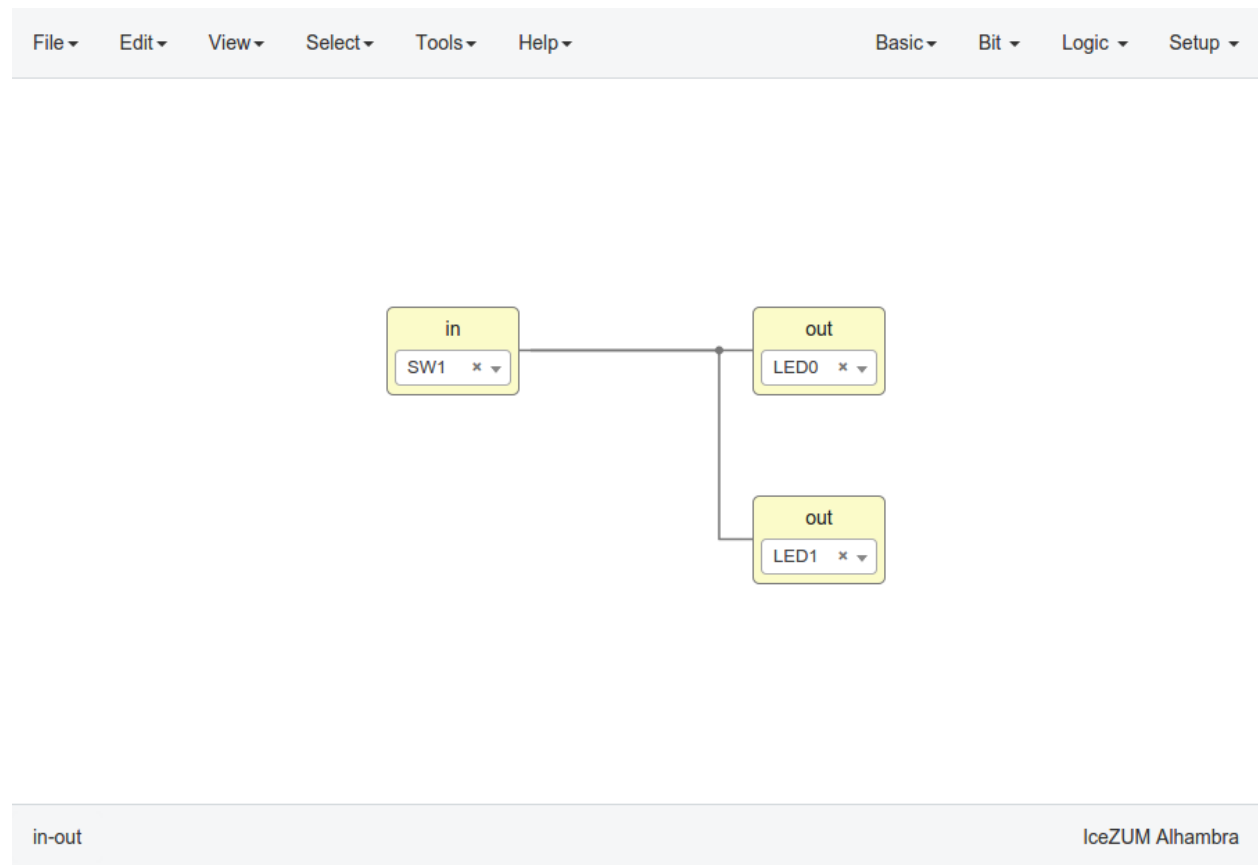 File Edit View Select Tools Help Basic Bit Logic Setup
in
SW1 ×
out
LED0 ×
out
LED1 ×
in-out
IceZUM Alhambra